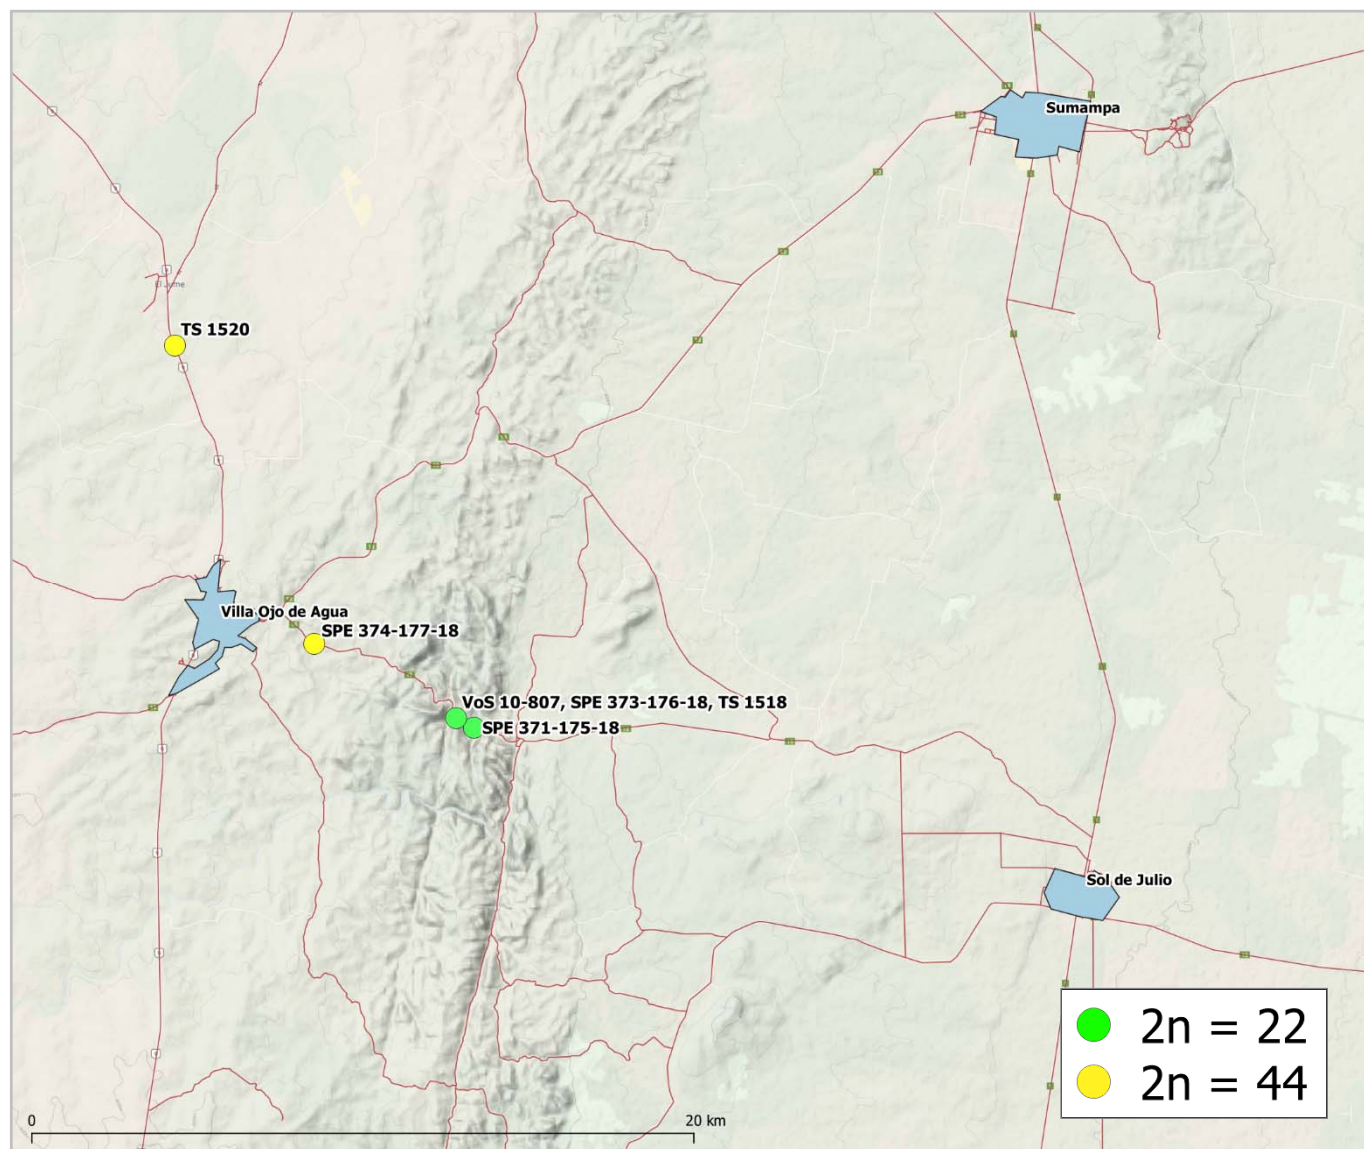 Sumampa
TS 1520
Villa Ojo de Agua
SPE 374-177-18
VoS 10-807, SPE 373-176-18, TS 1518
SPE 371-175-18
Sol de Julio
2n = 22
2n = 44
0
20 km